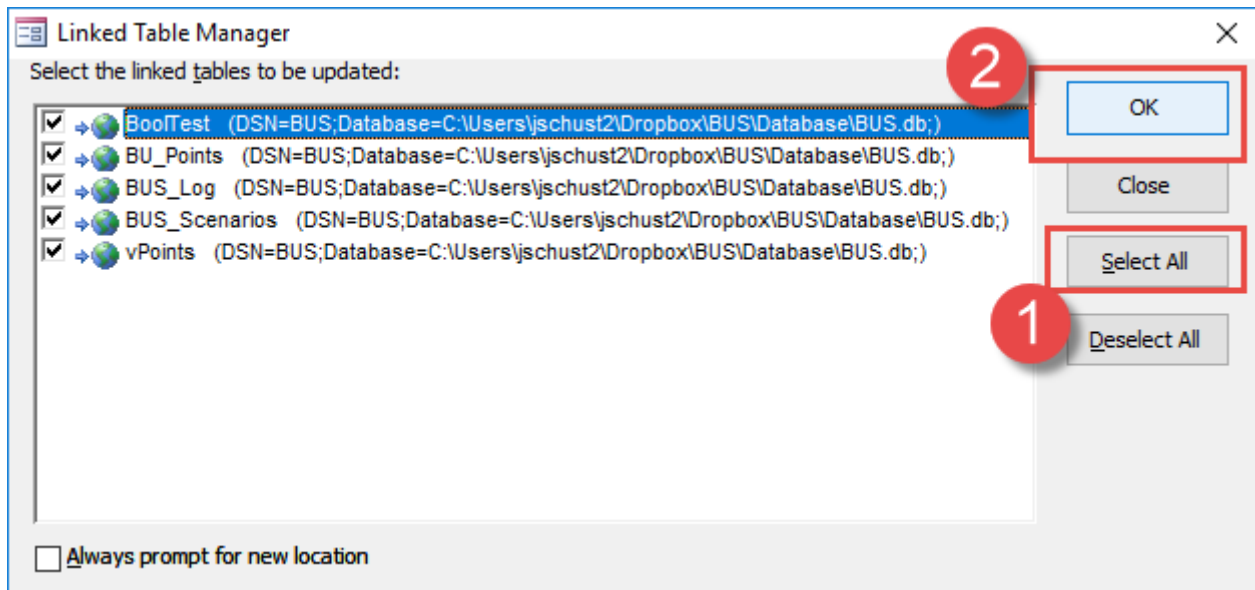 Linked Table Manager
Select the linked tables to be updated:
2
OK
BoolTest (DSN=BUS;Database=C:\Users\jschust2\Dropbox\BUS\Database\BUS.db;)
BU_Points (DSN=BUS;Database=C:\Users\jschust2\Dropbox\BUS\Database\BUS.db;)
BUS_Log (DSN=BUS;Database=C:\Users\jschust2\Dropbox\BUS\Database\BUS.db;)
Close
BUS_Scenarios (DSN=BUS;Database=C:\Users\jschust2\Dropbox\BUS\Database\BUS.db;)
vPoints (DSN=BUS;Database=C:\Users\jschust2\Dropbox\BUS\Database\BUS.db;)
Select All
1
Deselect All
Always prompt for new location